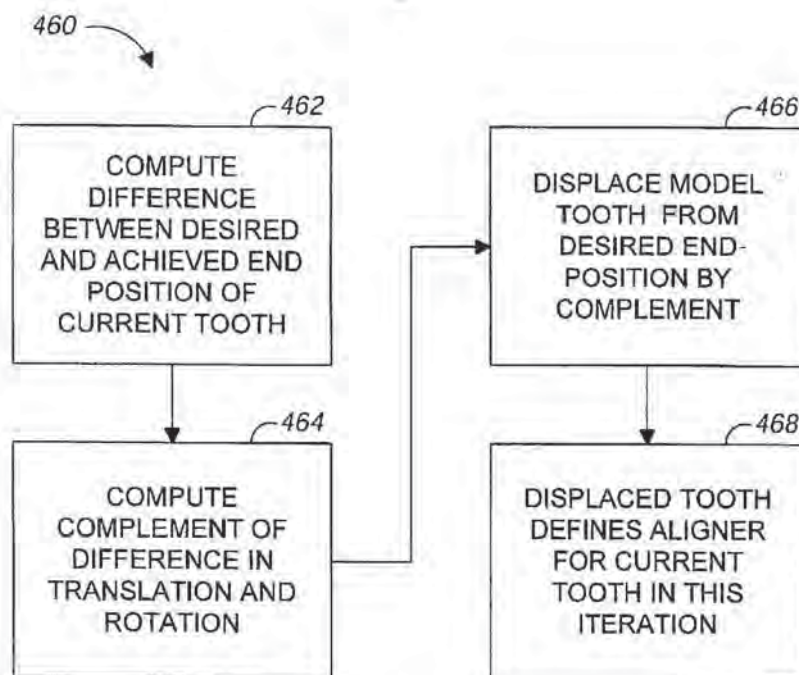 460
462
COMPUTE
DIFFERENCE
BETWEEN DESIRED
AND ACHIEVED END
POSITION OF
CURRENT TOOTH
464
COMPUTE
COMPLEMENT OF
DIFFERENCE IN
TRANSLATION AND
ROTATION
466
DISPLACE MODEL
TOOTH FROM
DESIRED END-
POSITION BY
COMPLEMENT
468
DISPLACED TOOTH
DEFINES ALIGNER
FOR CURRENT
TOOTH IN THIS
ITERATION